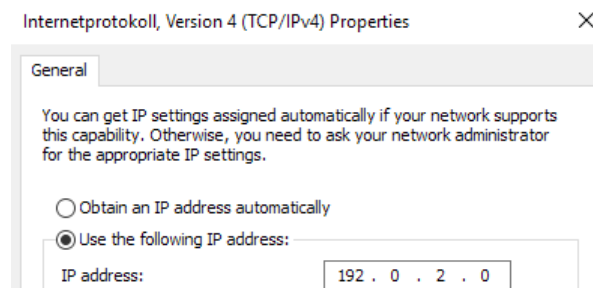 Internetprotokoll, Version 4 (TCP/IPv4) Properties
General
You can get IP settings assigned automatically if your network supports
this capability. Otherwise, you need to ask your network administrator
for the appropriate IP settings.
Obtain an IP address automatically
Use the following IP address:
IP address: 192 . 0 . 2 . 0